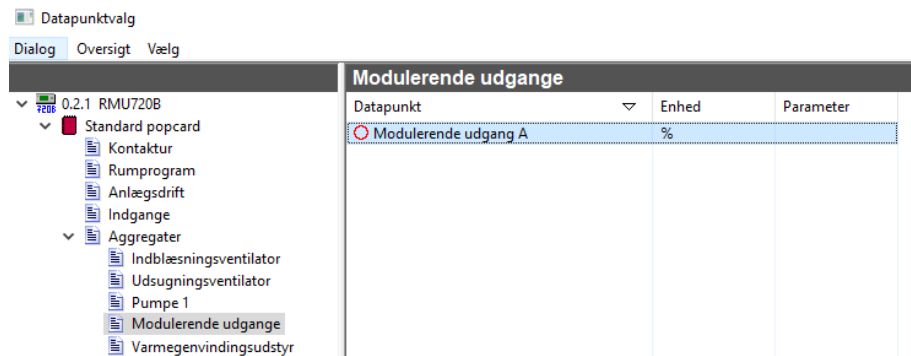 Datapunktvalg
Dialog Oversigt Vælg
Modulerende udgange
Datapunkt Enhed Parameter
0.2.1 RMU720B
Modulerende udgang A %
Standard popcard
Kontaktur
Rumprogram
Anlægsdrift
Indgange
Aggregater
Indblæsningsventilator
Udsugningsventilator
Pumpe 1
Modulerende udgange
Varmegenvindingsudstyr